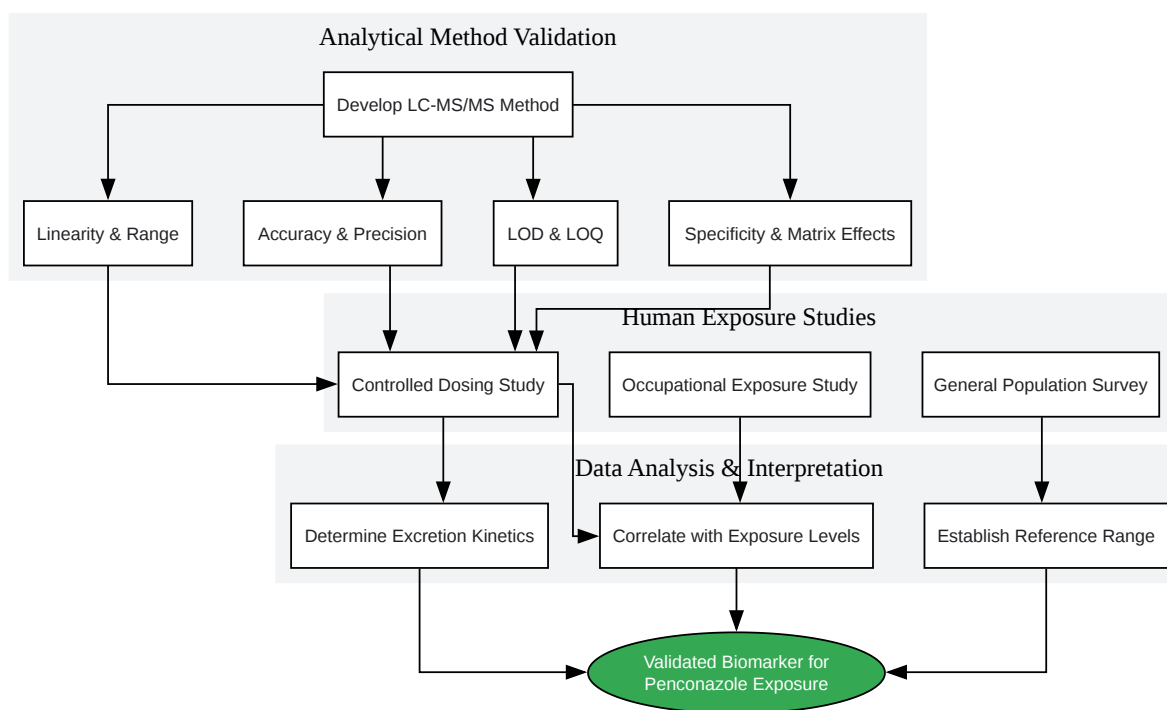 Analytical Method Validation
Develop LC-MS/MS Method
Linearity & Range
Accuracy & Precision
LOD & LOQ
Specificity & Matrix Effects
Human Exposure Studies
Controlled Dosing Study
Occupational Exposure Study
General Population Survey
Data Analysis & Interpretation
Determine Excretion Kinetics
Correlate with Exposure Levels
Establish Reference Range
Validated Biomarker for
Penconazole Exposure